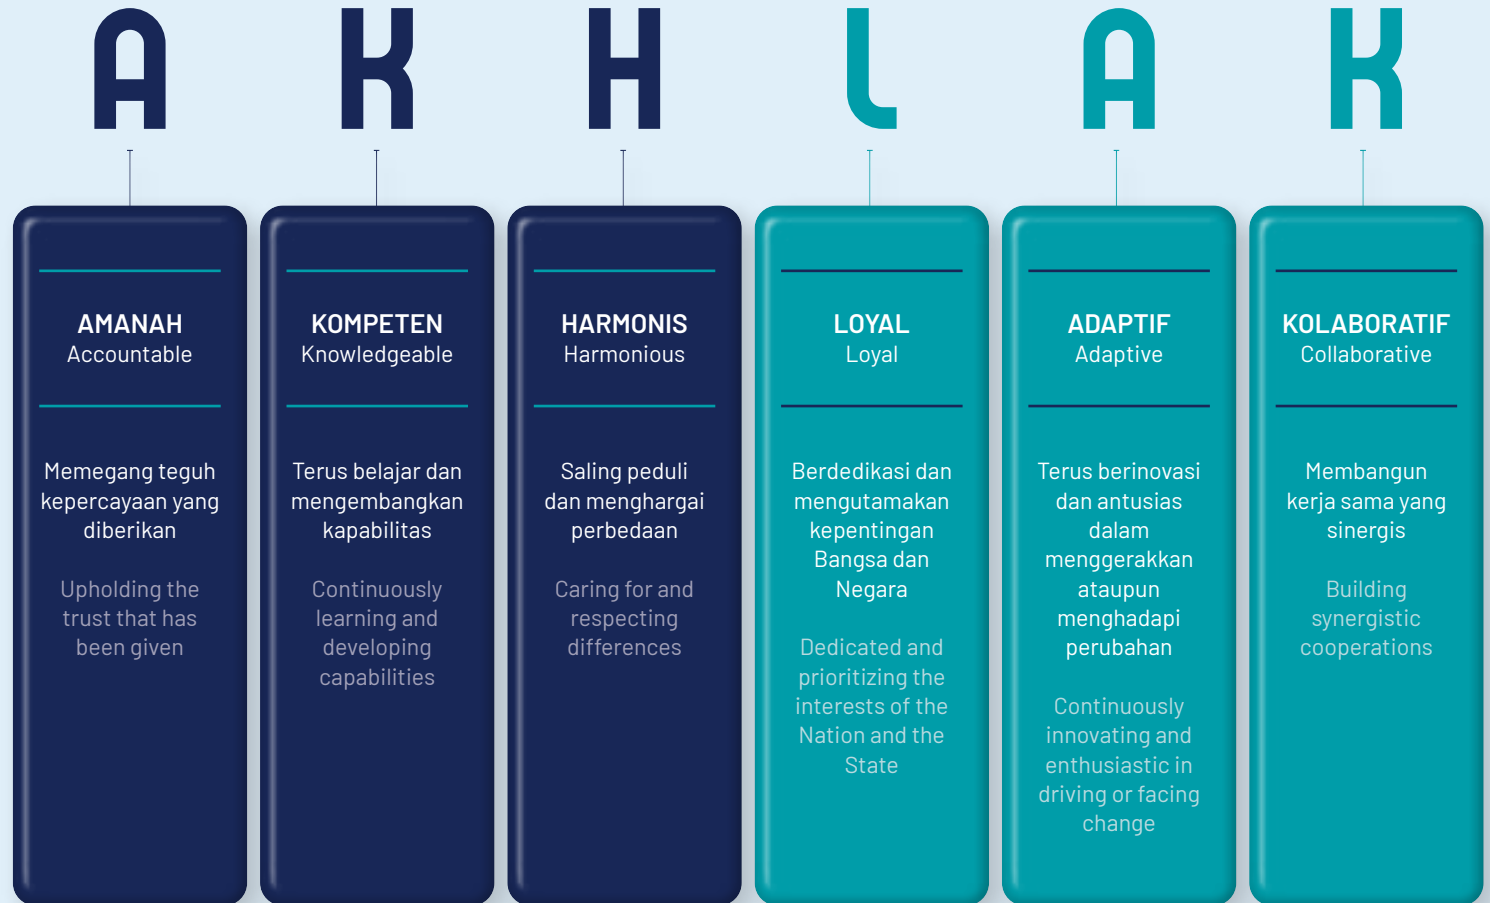 A K H L A K
AMANAH
Accountable
Memegang teguh
kepercayaan yang
diberikan
Upholding the
trust that has
been given
KOMPETEN
Knowledgeable
Terus belajar dan
mengembangkan
kapabilitas
Continuously
learning and
developing
capabilities
HARMONIS
Harmonious
Saling peduli
dan menghargai
perbedaan
Caring for and
respecting
differences
LOYAL
Loyal
Berdedikasi dan
mengutamakan
kepentingan
Bangsa dan
Negara
Dedicated and
prioritizing the
interests of the
Nation and the
State
ADAPTIF
Adaptive
Terus berinovasi
dan antusias
dalam
menggerakkan
ataupun
menghadapi
perubahan
Continuously
innovating and
enthusiastic in
driving or facing
change
KOLABORATIF
Collaborative
Membangun
kerja sama yang
sinergis
Building
synergistic
cooperations